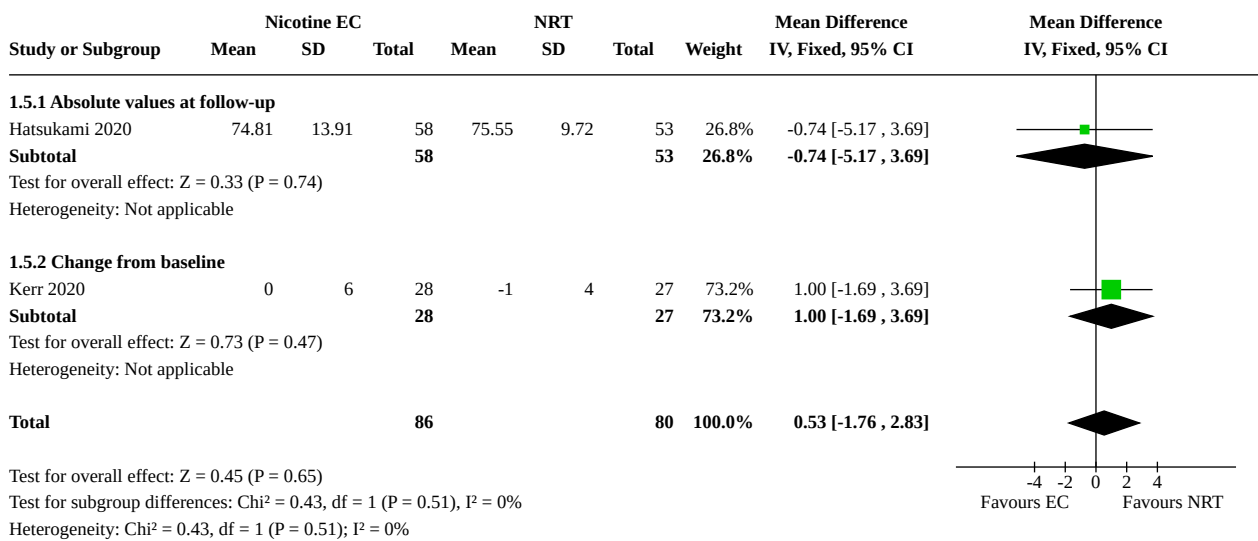 Nicotine EC NRT Mean Difference Mean Difference
Study or Subgroup Mean SD Total Mean SD Total Weight IV, Fixed, 95% CI IV, Fixed, 95% CI
1.5.1 Absolute values at follow-up
Hatsukami 2020 74.81 13.91 58 75.55 9.72 53 26.8% -0.74 [-5.17 , 3.69]
Subtotal 58 53 26.8% -0.74 [-5.17 , 3.69]
Test for overall effect: Z = 0.33 (P = 0.74)
Heterogeneity: Not applicable
1.5.2 Change from baseline
Kerr 2020 0 6 28 -1 4 27 73.2% 1.00 [-1.69 , 3.69]
Subtotal 28 27 73.2% 1.00 [-1.69 , 3.69]
Test for overall effect: Z = 0.73 (P = 0.47)
Heterogeneity: Not applicable
Total 86 80 100.0% 0.53 [-1.76 , 2.83]
Test for overall effect: Z = 0.45 (P = 0.65)
-4 -2 0 2 4
Test for subgroup differences: Chi² = 0.43, df = 1 (P = 0.51), I² = 0%
Favours EC Favours NRT
Heterogeneity: Chi² = 0.43, df = 1 (P = 0.51); I² = 0%